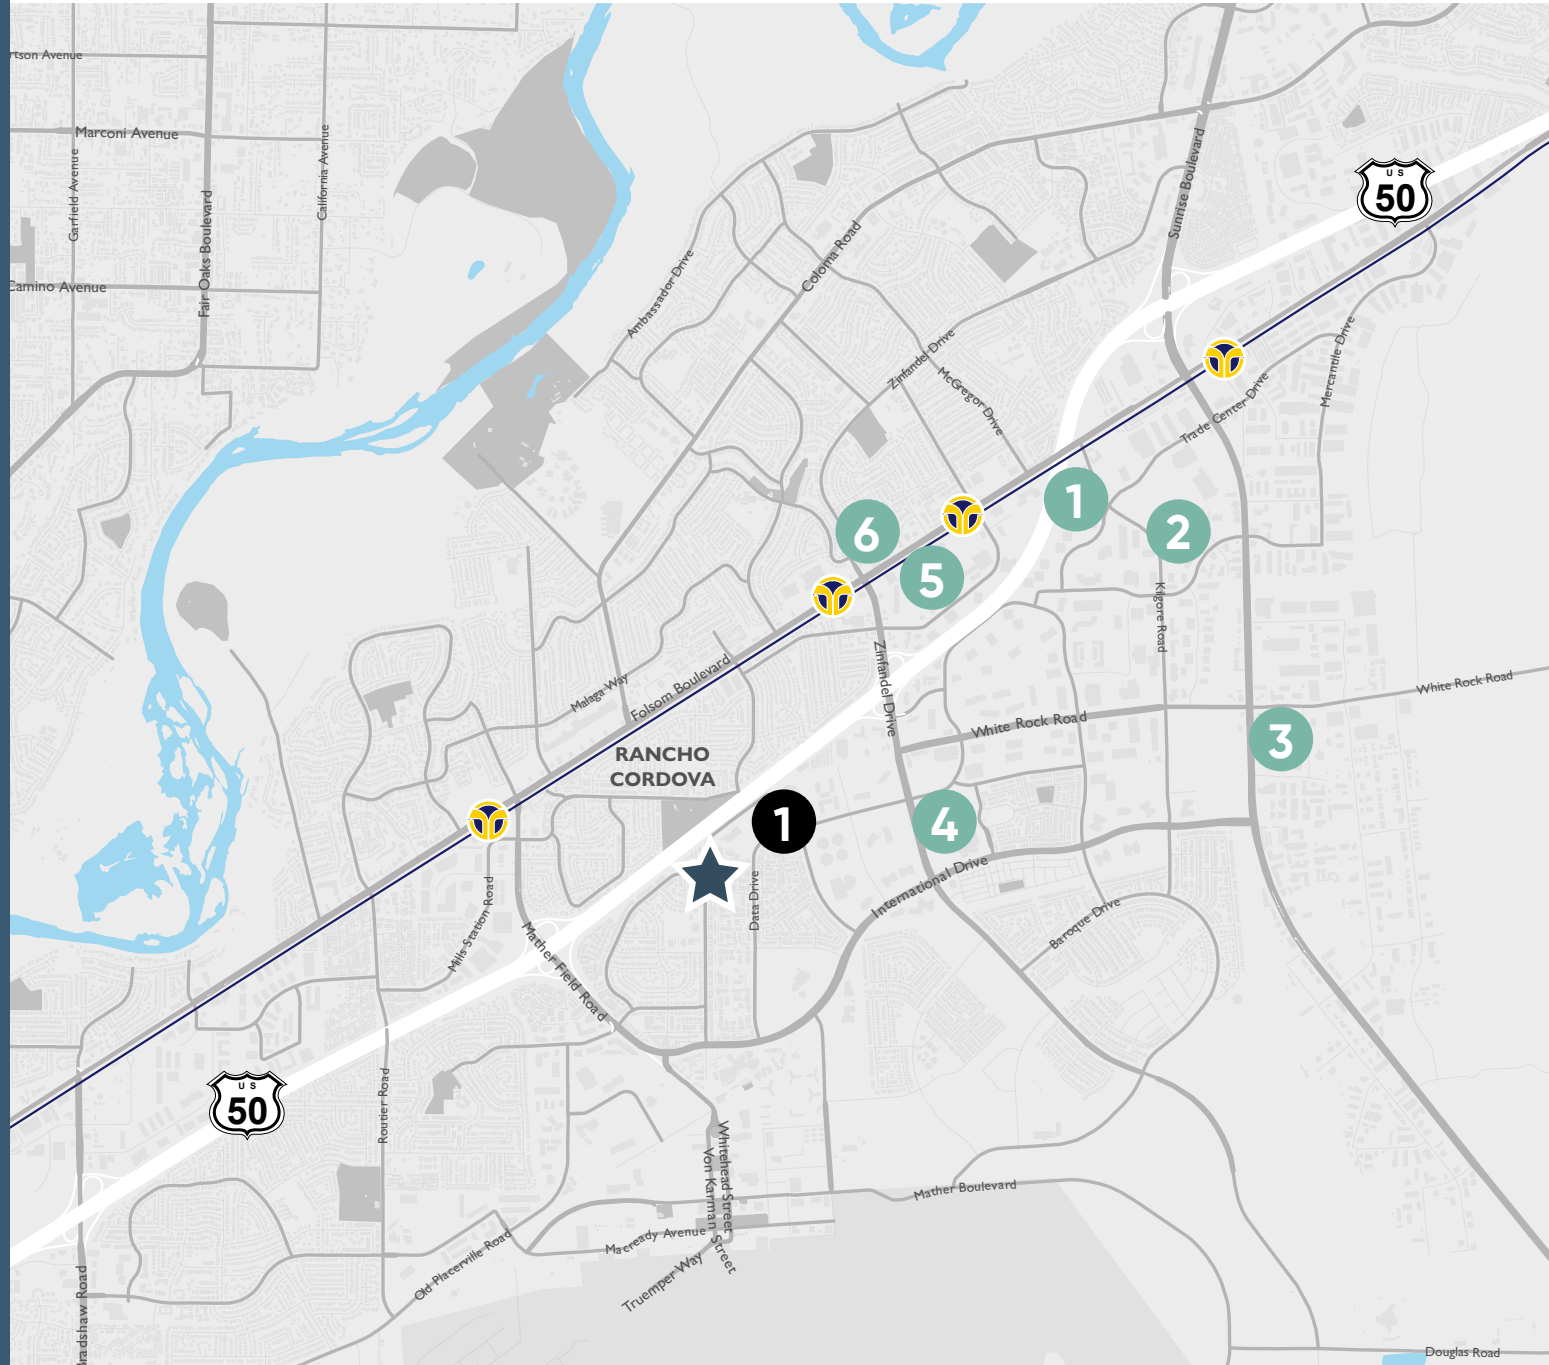 rtson Avenue
Marconi Avenue
Garfield Avenue
Fair Oaks Boulevard
California Avenue
Camino Avenue
Ambassador Drive
Coloma Road
Sunrise Boulevard
US
50
Zinfandel Drive
McGregor Drive
Mercantile Drive
Trade Center Drive
1
2
6
5
Kilgore Road
Malaga Way
Folsom Boulevard
Zinfandel Drive
White Rock Road
White Rock Road
RANCHO
CORDOVA
3
1
4
International Drive
Data Drive
Mills Station Road
Mather Field Road
Baroque Drive
US
50
Routier Road
Whitehead Street
Von Karman Street
Mather Boulevard
Macready Avenue
Old Placerville Road
Truemper Way
Bradshaw Road
Douglas Road